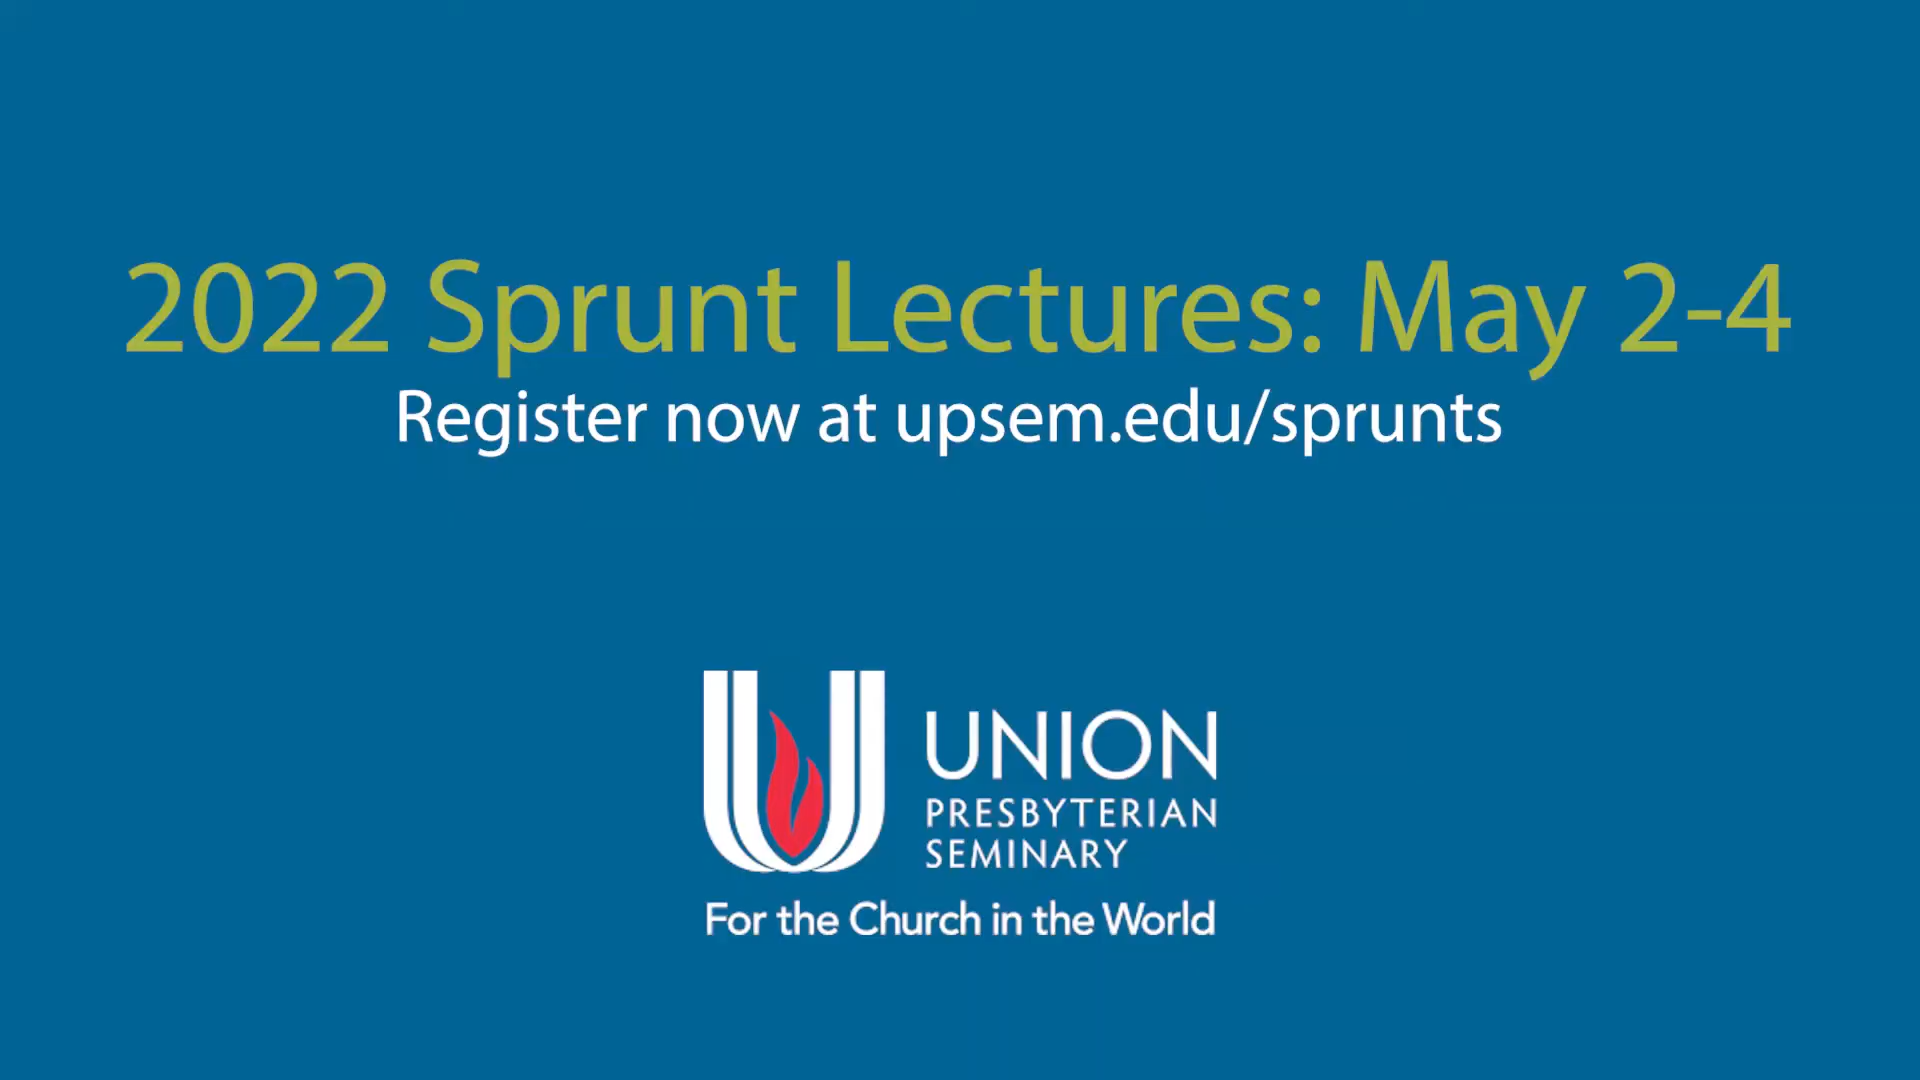 2022 Sprunt Lectures: May 2-4
Register now at upsem.edu/sprunts
UNION
PRESBYTERIAN
SEMINARY
For the Church in the World